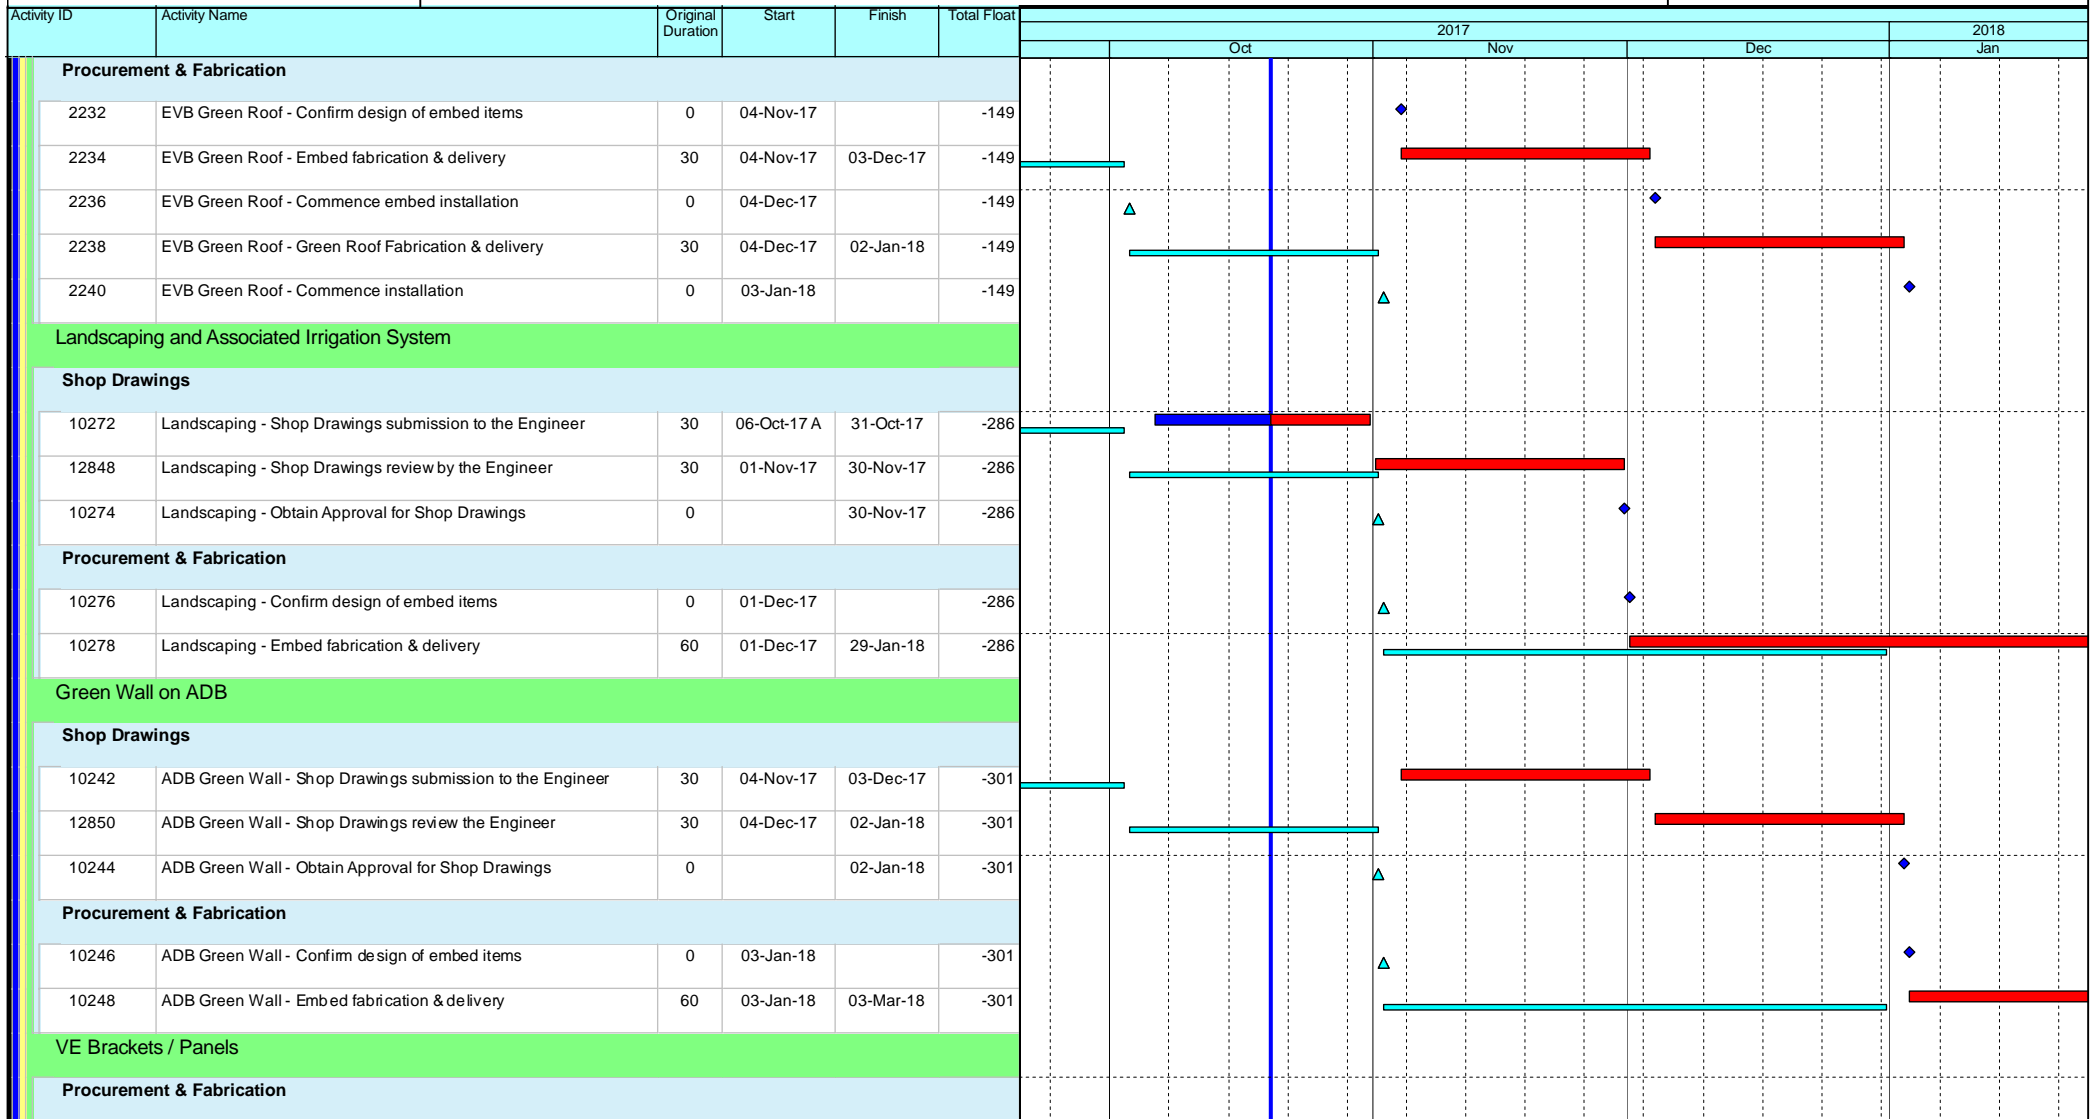 Activity ID Activity Name Original Duration Start Finish Total Float
2017 2018
Oct Nov Dec Jan
Procurement & Fabrication
2232 EVB Green Roof - Confirm design of embed items 0 04-Nov-17 -149
2234 EVB Green Roof - Embed fabrication & delivery 30 04-Nov-17 03-Dec-17 -149
2236 EVB Green Roof - Commence embed installation 0 04-Dec-17 -149
2238 EVB Green Roof - Green Roof Fabrication & delivery 30 04-Dec-17 02-Jan-18 -149
2240 EVB Green Roof - Commence installation 0 03-Jan-18 -149
Landscaping and Associated Irrigation System
Shop Drawings
10272 Landscaping - Shop Drawings submission to the Engineer 30 06-Oct-17 A 31-Oct-17 -286
12848 Landscaping - Shop Drawings review by the Engineer 30 01-Nov-17 30-Nov-17 -286
10274 Landscaping - Obtain Approval for Shop Drawings 0 30-Nov-17 -286
Procurement & Fabrication
10276 Landscaping - Confirm design of embed items 0 01-Dec-17 -286
10278 Landscaping - Embed fabrication & delivery 60 01-Dec-17 29-Jan-18 -286
Green Wall on ADB
Shop Drawings
10242 ADB Green Wall - Shop Drawings submission to the Engineer 30 04-Nov-17 03-Dec-17 -301
12850 ADB Green Wall - Shop Drawings review the Engineer 30 04-Dec-17 02-Jan-18 -301
10244 ADB Green Wall - Obtain Approval for Shop Drawings 0 02-Jan-18 -301
Procurement & Fabrication
10246 ADB Green Wall - Confirm design of embed items 0 03-Jan-18 -301
10248 ADB Green Wall - Embed fabrication & delivery 60 03-Jan-18 03-Mar-18 -301
VE Brackets / Panels
Procurement & Fabrication